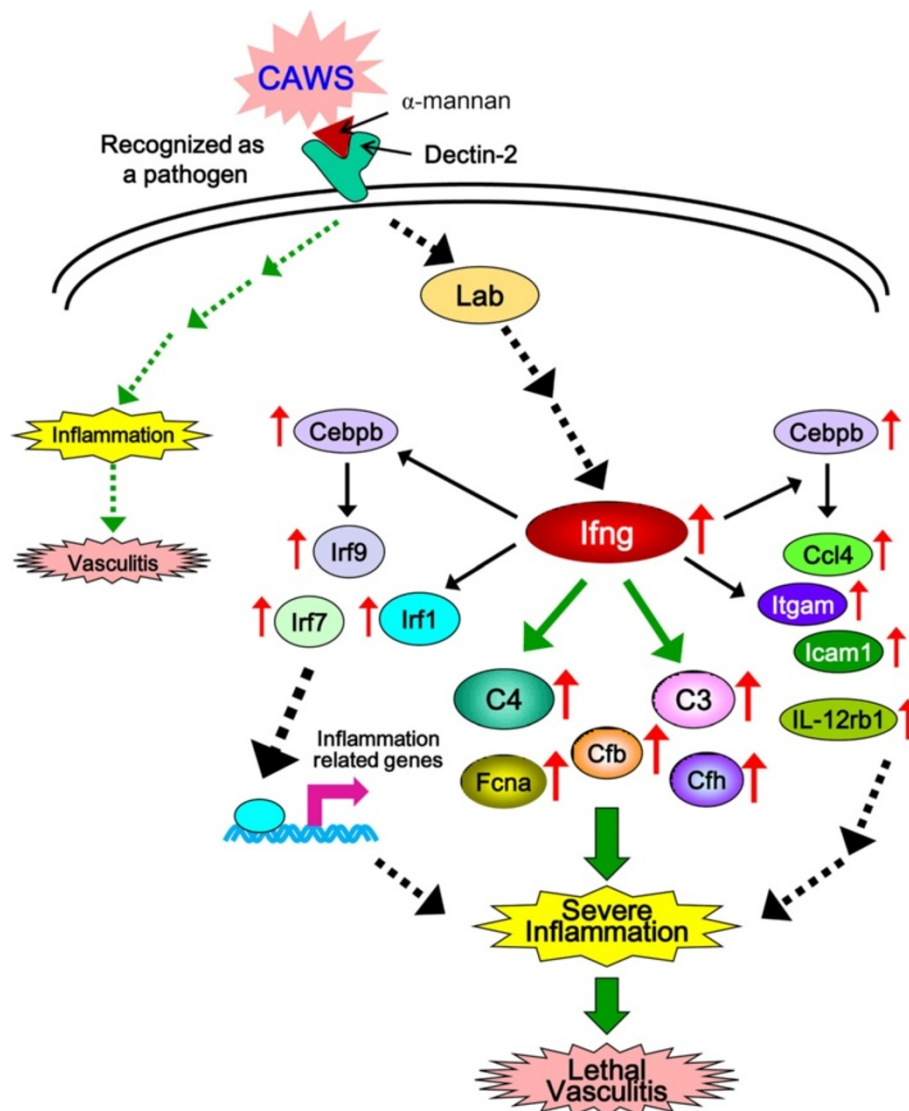 CAWS
α-mannan
Recognized as
a pathogen
Dectin-2
Lab
Inflammation
Cebpb
Cebpb
Ifng
Vasculitis
Irf9
Ccl4
Itgam
Irf7
Irf1
Icam1
C4
C3
IL-12rb1
Inflammation
related genes
Cfb
Fcna
Cfh
Severe
Inflammation
Lethal
Vasculitis